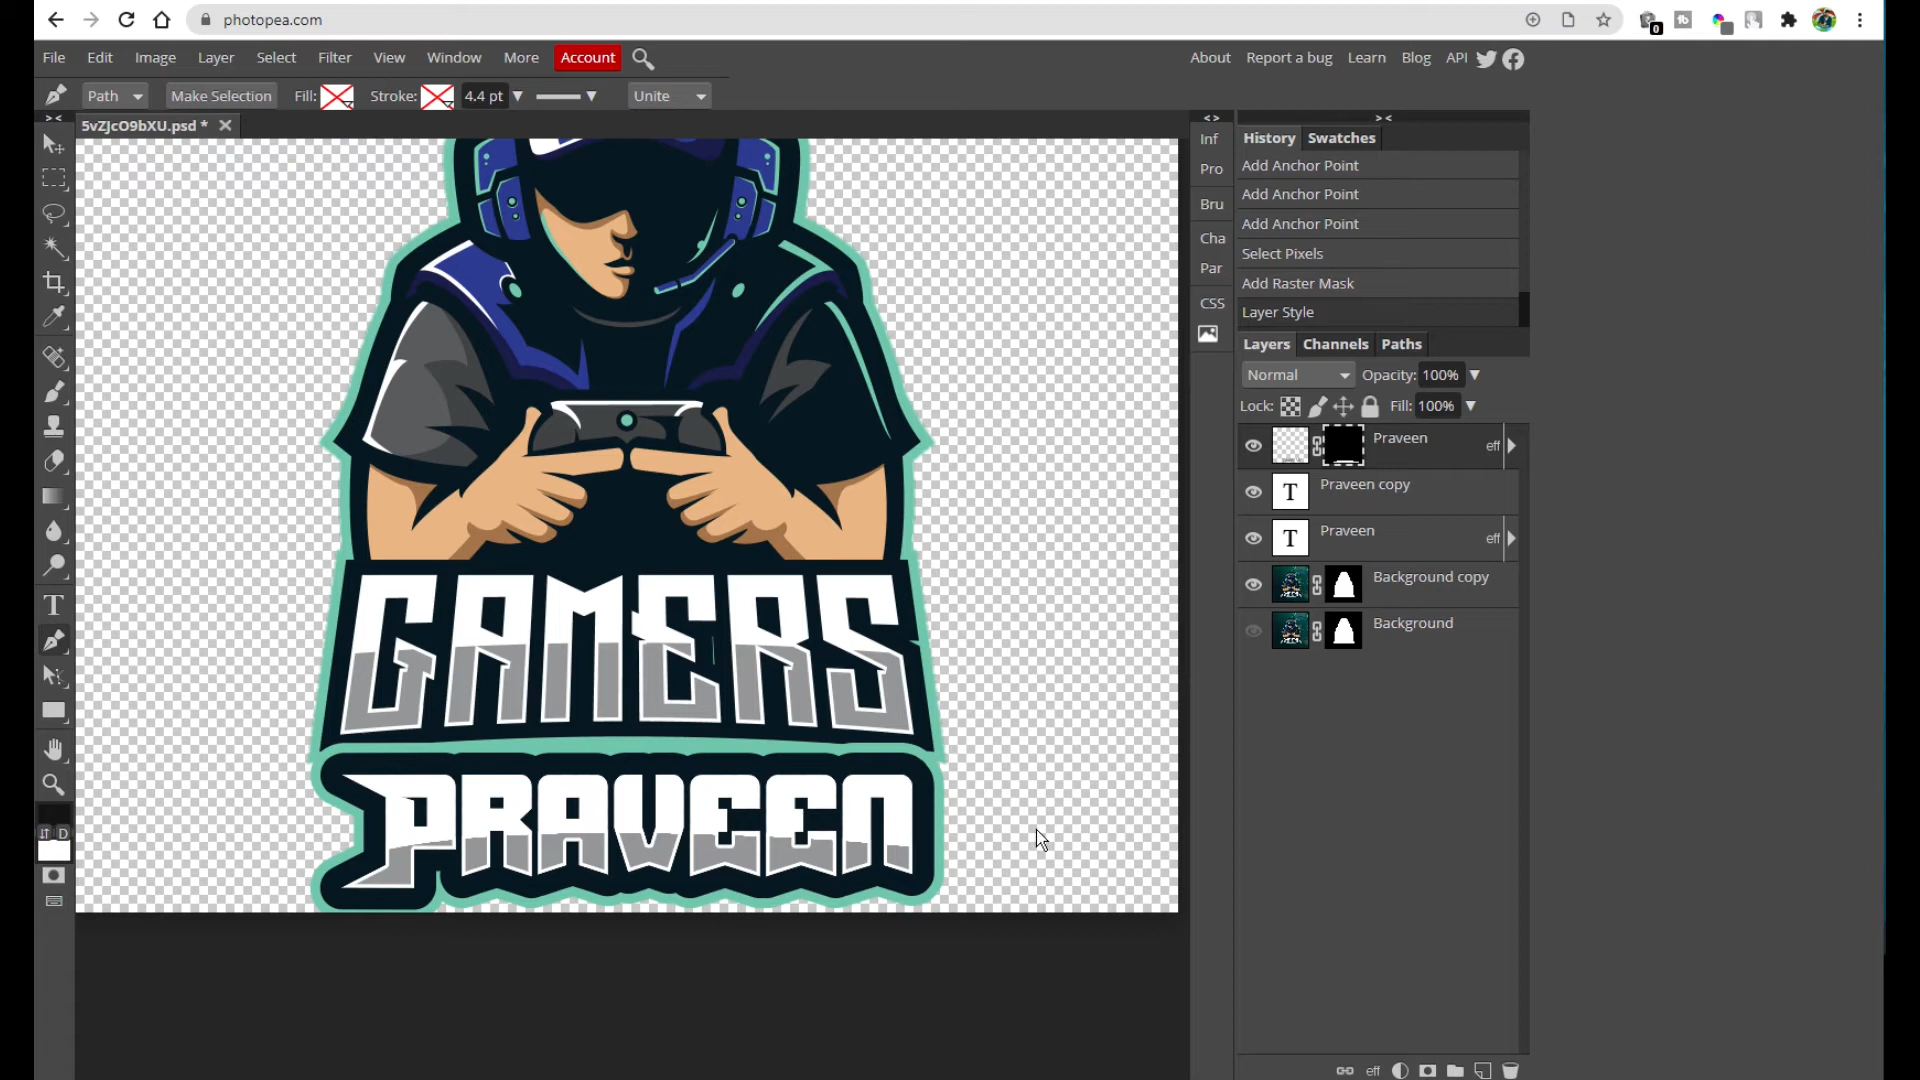 photopea.com
0
File Edit Image Layer Select Filter View Window More Account About Report a bug Learn Blog API
Path Make Selection Fill: Stroke: 4.4 pt Unite
5vZJcO9bXU.psd *
Inf
Pro
Bru
Cha
Par
CSS
History Swatches
Add Anchor Point
Add Anchor Point
Add Anchor Point
Select Pixels
Add Raster Mask
Layer Style
Layers Channels Paths
Normal Opacity: 100%
Lock: Fill: 100%
Praveen eff
T Praveen copy
T Praveen eff
Background copy
Background
T
D
GAMERS
PRAVEEN
eff